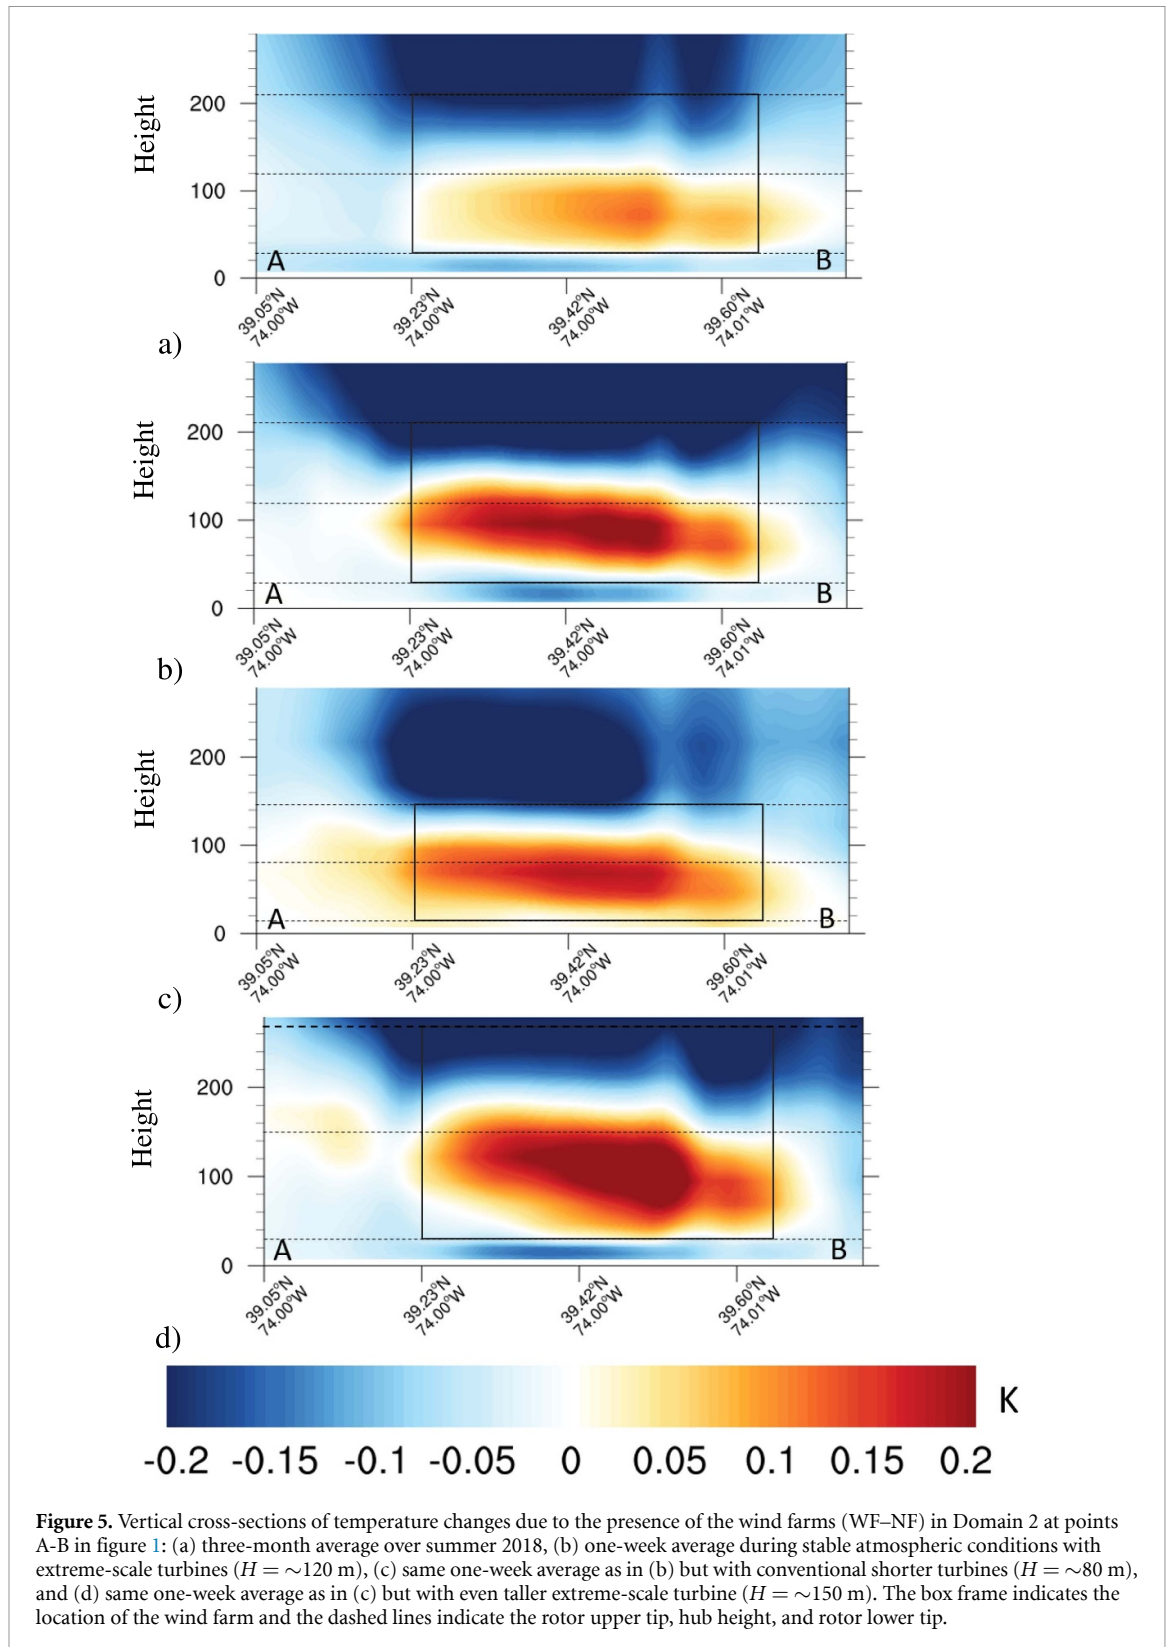 Height
200
100
0
A
B
39.05°N
74.00°W
39.23°N
74.00°W
39.42°N
74.00°W
39.60°N
74.01°W
a)
Height
200
100
0
A
B
39.05°N
74.00°W
39.23°N
74.00°W
39.42°N
74.00°W
39.60°N
74.01°W
b)
Height
200
100
0
A
B
39.05°N
74.00°W
39.23°N
74.00°W
39.42°N
74.00°W
39.60°N
74.01°W
c)
Height
200
100
0
A
B
39.05°N
74.00°W
39.23°N
74.00°W
39.42°N
74.00°W
39.60°N
74.01°W
d)
K
-0.2 -0.15 -0.1 -0.05 0 0.05 0.1 0.15 0.2
Figure 5. Vertical cross-sections of temperature changes due to the presence of the wind farms (WF–NF) in Domain 2 at points
A-B in figure 1: (a) three-month average over summer 2018, (b) one-week average during stable atmospheric conditions with
extreme-scale turbines (H = ∼120 m), (c) same one-week average as in (b) but with conventional shorter turbines (H = ∼80 m),
and (d) same one-week average as in (c) but with even taller extreme-scale turbine (H = ∼150 m). The box frame indicates the
location of the wind farm and the dashed lines indicate the rotor upper tip, hub height, and rotor lower tip.